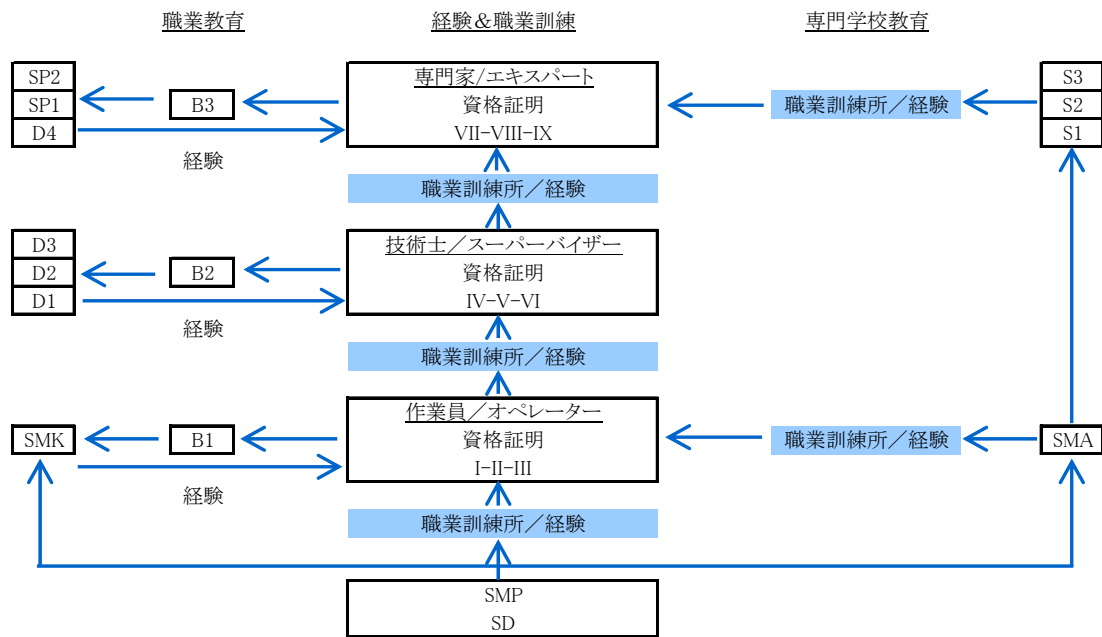 職業教育
経験&職業訓練
専門学校教育
SP2
SP1
D4
B3
経験
専門家/エキスパート
資格証明
VII-VIII-IX
職業訓練所／経験
S3
S2
S1
職業訓練所／経験
D3
D2
D1
B2
経験
技術士／スーパーバイザー
資格証明
IV-V-VI
職業訓練所／経験
SMK
B1
経験
作業員／オペレーター
資格証明
I-II-III
職業訓練所／経験
SMA
職業訓練所／経験
SMP
SD